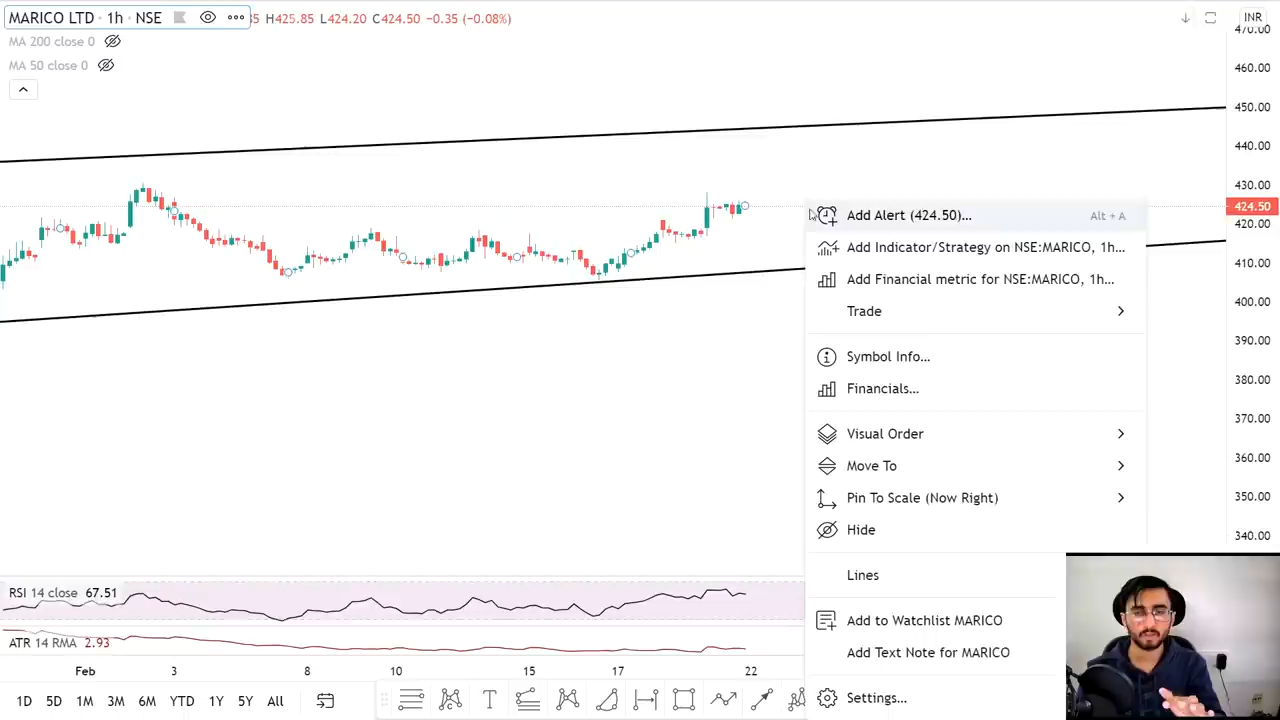 MARICO LTD · 1h · NSE
35 H425.85 L424.20 C424.50 −0.35 (−0.08%)
INR
MA 200 close 0
MA 50 close 0
470.00
460.00
450.00
440.00
430.00
424.50
420.00
410.00
400.00
390.00
380.00
370.00
360.00
350.00
340.00
Add Alert (424.50)...
Alt + A
Add Indicator/Strategy on NSE:MARICO, 1h...
Add Financial metric for NSE:MARICO, 1h...
Trade
Symbol Info...
Financials...
Visual Order
Move To
Pin To Scale (Now Right)
Hide
Lines
Add to Watchlist MARICO
Add Text Note for MARICO
Settings...
RSI 14 close 67.51
ATR 14 RMA 2.93
Feb 3 8 10 15 17 22
1D 5D 1M 3M 6M YTD 1Y 5Y All